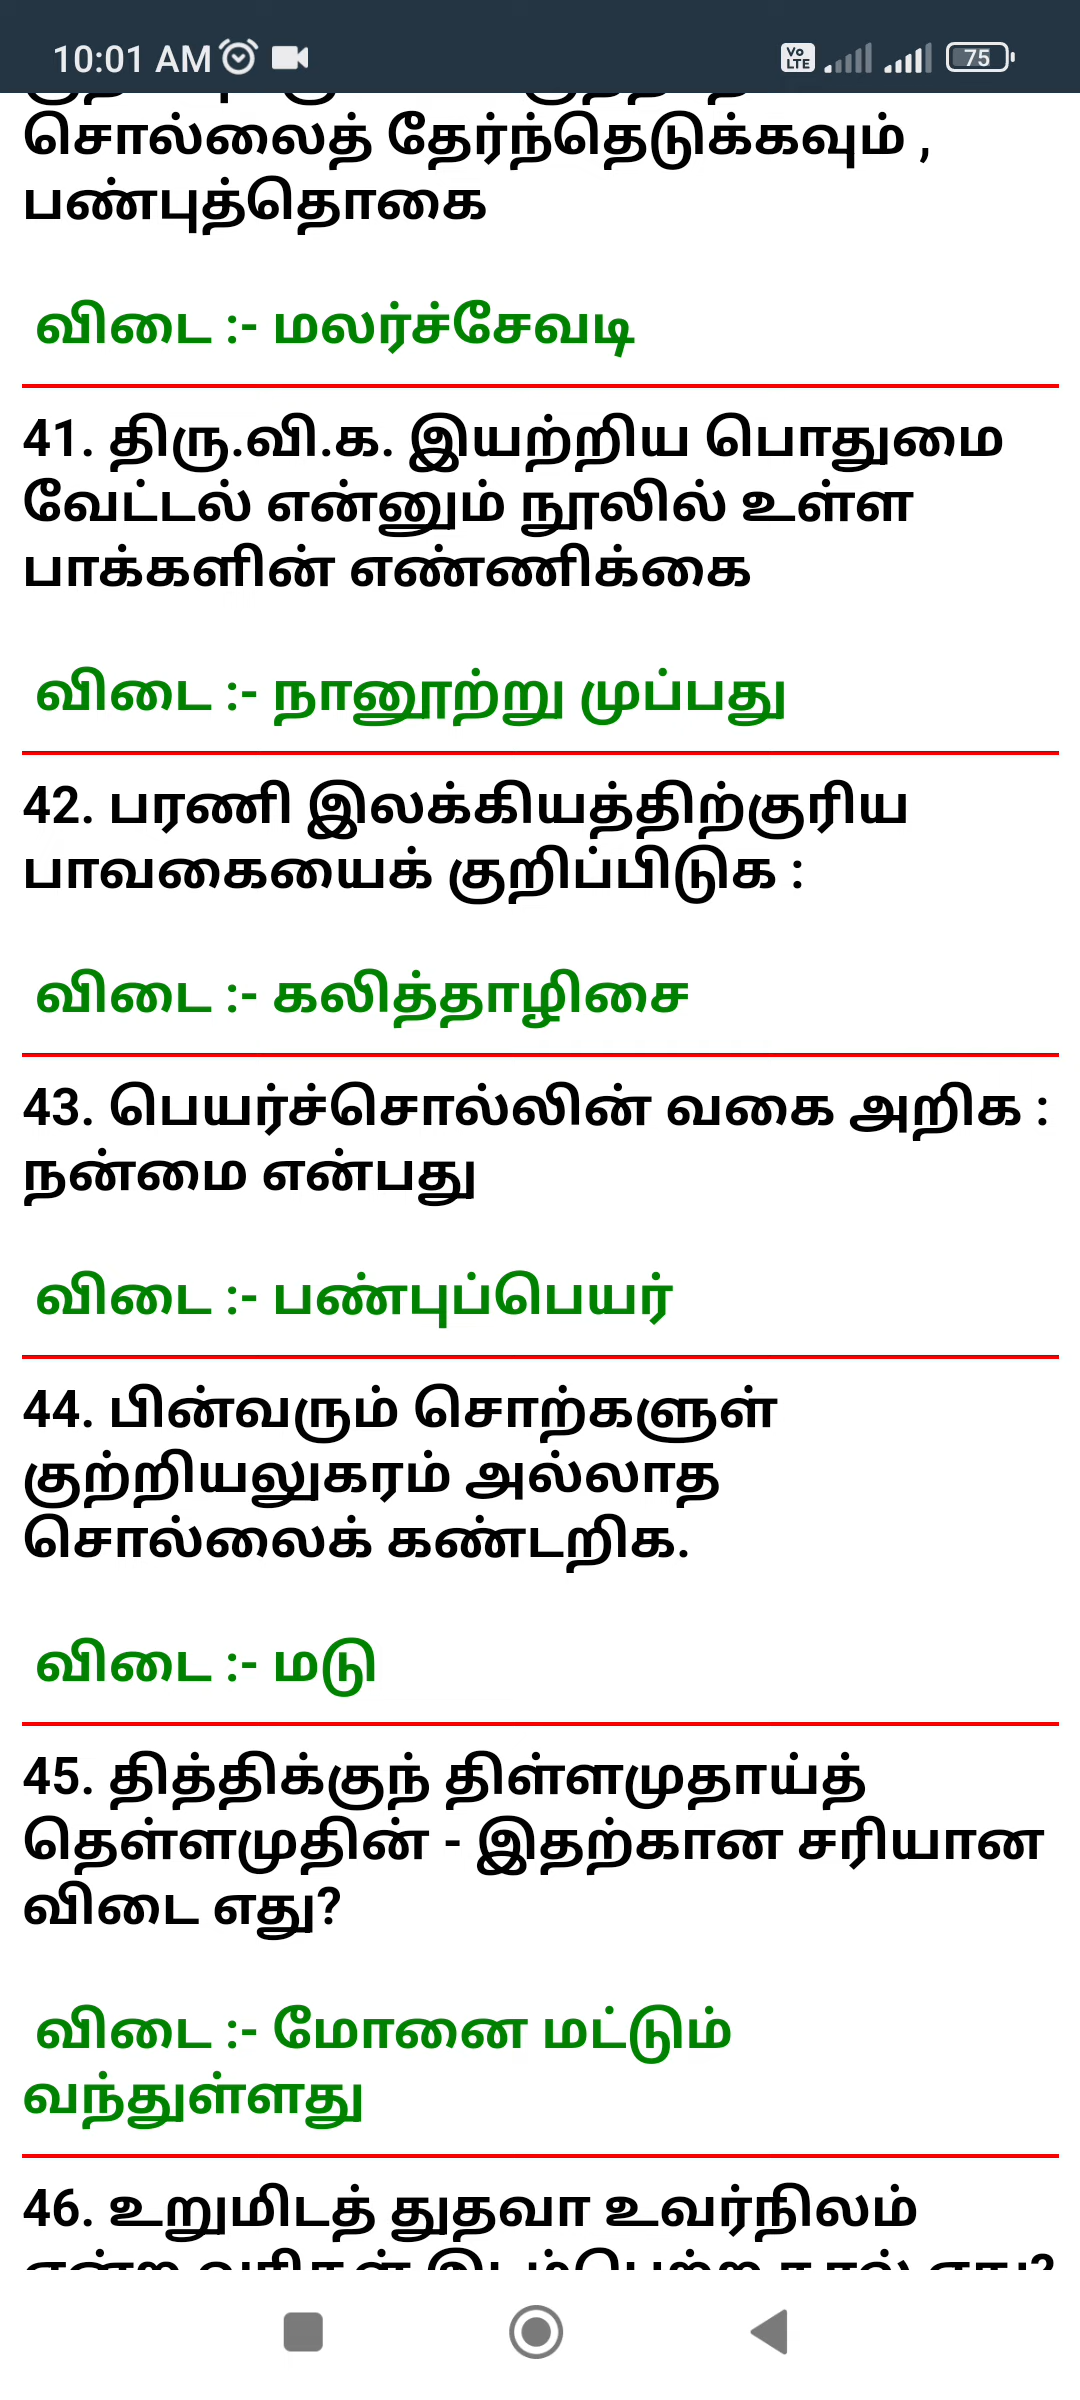 10:01 AM
Vo LTE
75
சொல்லைத் தேர்ந்தெடுக்கவும் ,
பண்புத்தொகை
விடை :- மலர்ச்சேவடி
41. திரு.வி.க. இயற்றிய பொதுமை
வேட்டல் என்னும் நூலில் உள்ள
பாக்களின் எண்ணிக்கை
விடை :- நானூற்று முப்பது
42. பரணி இலக்கியத்திற்குரிய
பாவகையைக் குறிப்பிடுக :
விடை :- கலித்தாழிசை
43. பெயர்ச்சொல்லின் வகை அறிக :
நன்மை என்பது
விடை :- பண்புப்பெயர்
44. பின்வரும் சொற்களுள்
குற்றியலுகரம் அல்லாத
சொல்லைக் கண்டறிக.
விடை :- மடு
45. தித்திக்குந் திள்ளமுதாய்த்
தெள்ளமுதின் - இதற்கான சரியான
விடை எது?
விடை :- மோனை மட்டும்
வந்துள்ளது
46. உறுமிடத் துதவா உவர்நிலம்